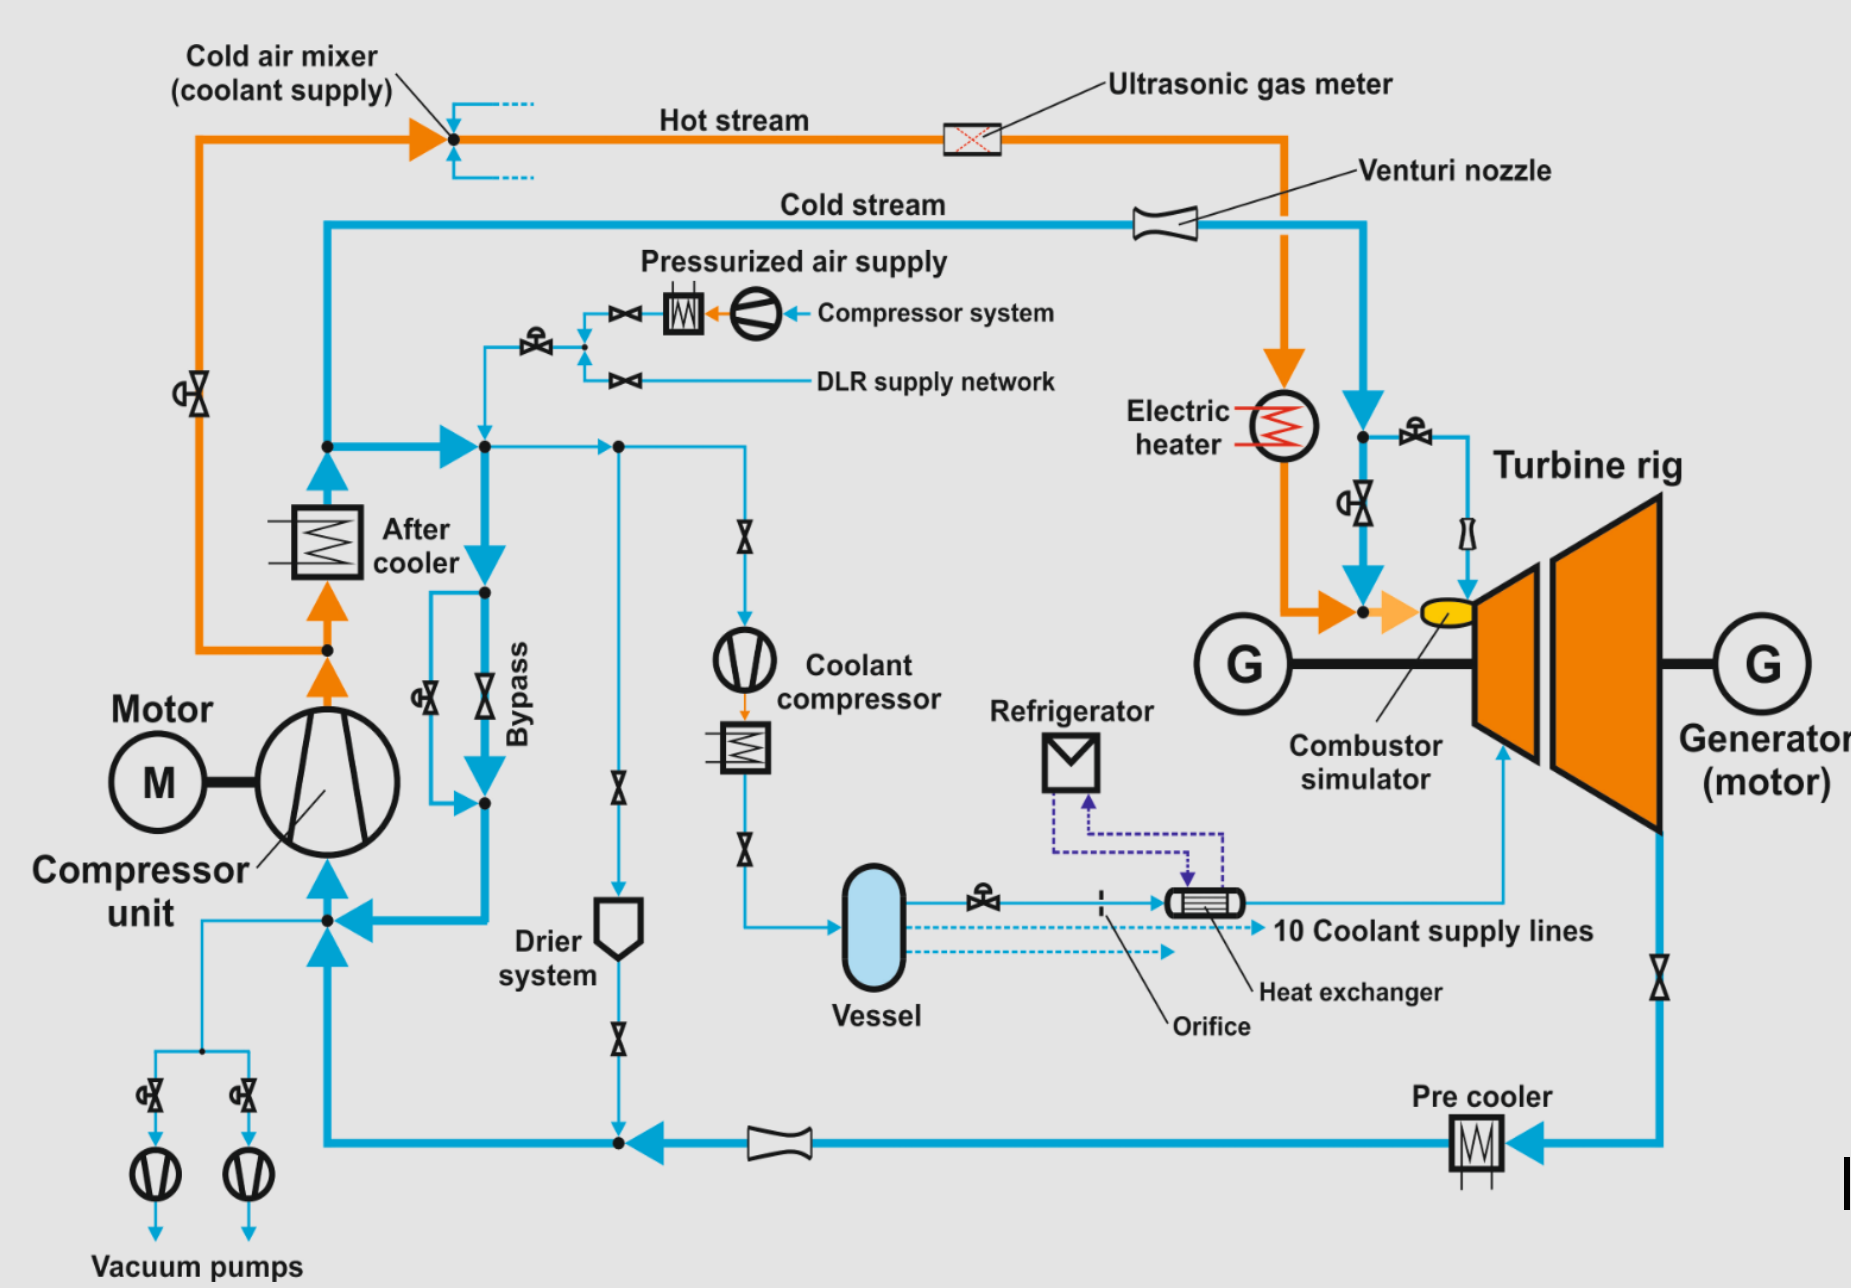 Cold air mixer
(coolant supply)
Ultrasonic gas meter
Hot stream
Venturi nozzle
Cold stream
Pressurized air supply
Compressor system
DLR supply network
Electric
heater
Turbine rig
After
cooler
Bypass
Coolant
compressor
G
G
Motor
M
Refrigerator
Combustor
simulator
Generator
(motor)
Compressor
unit
Drier
system
10 Coolant supply lines
Heat exchanger
Vessel
Orifice
Pre cooler
Vacuum pumps